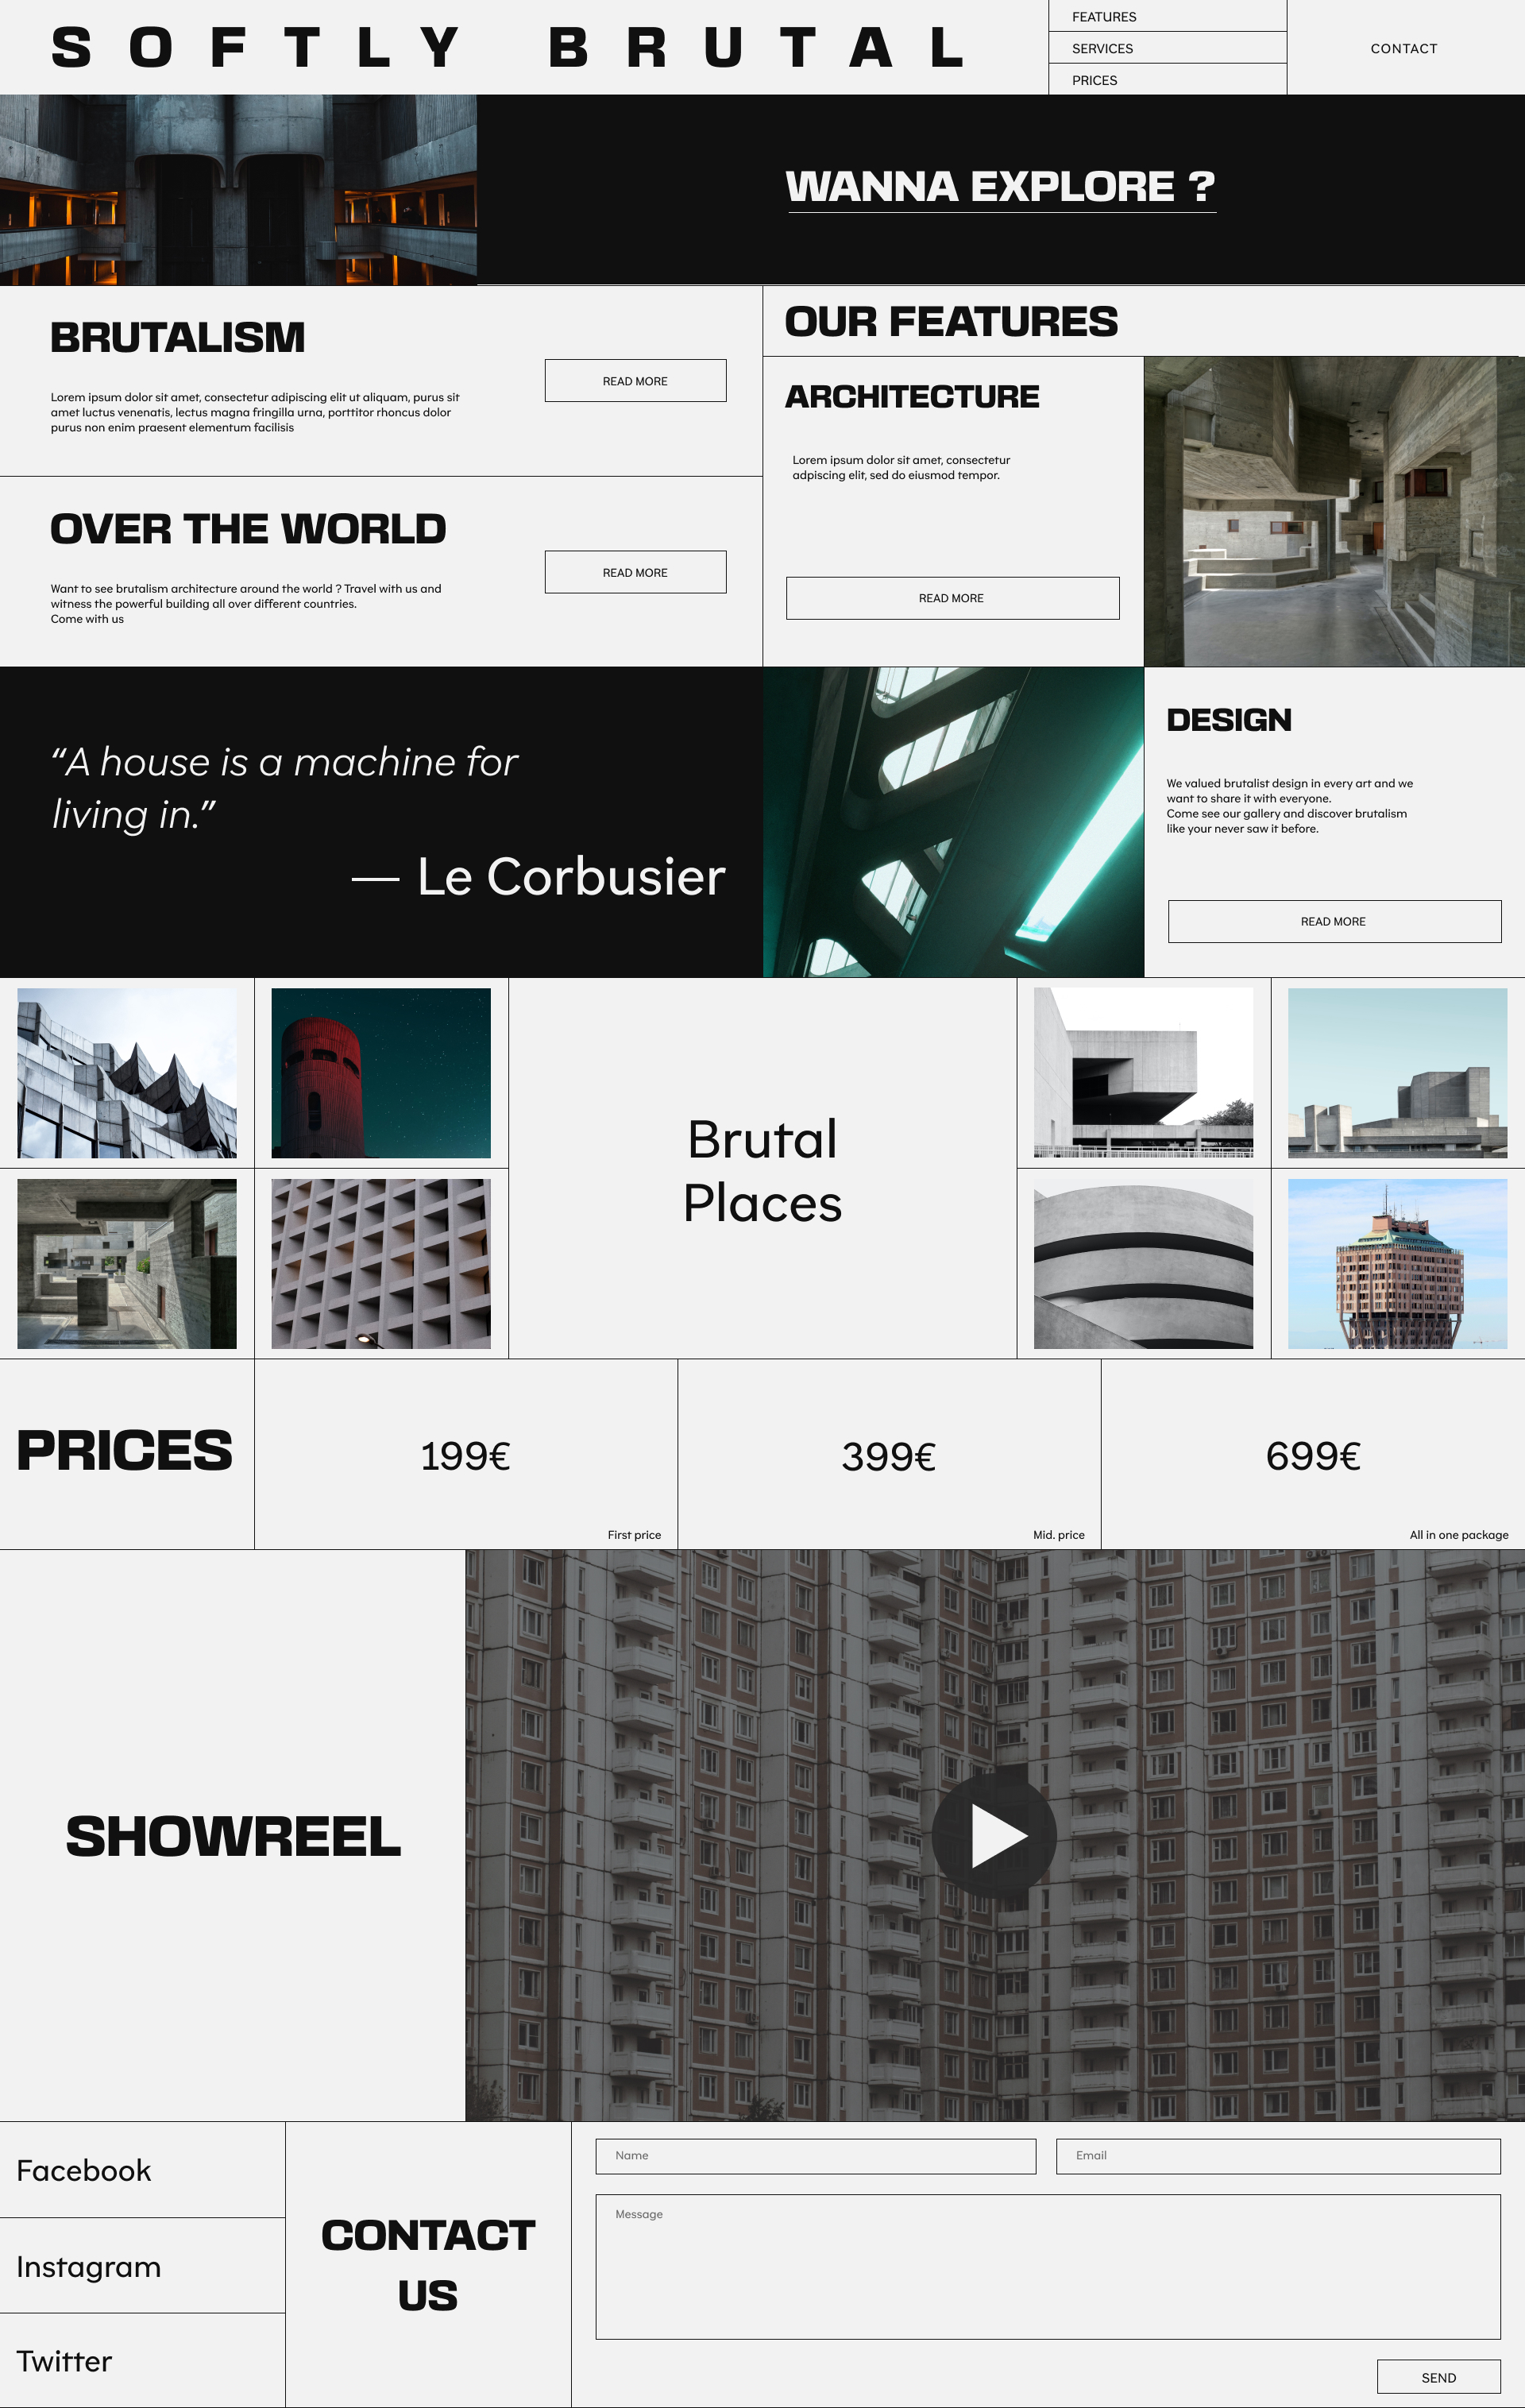 SOFTLY BRUTAL
FEATURES
SERVICES
PRICES
CONTACT
WANNA EXPLORE ?
BRUTALISM
Lorem ipsum dolor sit amet, consectetur adipiscing elit ut aliquam, purus sit
amet luctus venenatis, lectus magna fringilla urna, porttitor rhoncus dolor
purus non enim praesent elementum facilisis
READ MORE
OVER THE WORLD
Want to see brutalism architecture around the world ? Travel with us and
witness the powerful building all over different countries.
Come with us
READ MORE
OUR FEATURES
ARCHITECTURE
Lorem ipsum dolor sit amet, consectetur
adipiscing elit, sed do eiusmod tempor.
READ MORE
“A house is a machine for
living in.”
— Le Corbusier
DESIGN
We valued brutalist design in every art and we
want to share it with everyone.
Come see our gallery and discover brutalism
like your never saw it before.
READ MORE
Brutal
Places
PRICES
199€
First price
399€
Mid. price
699€
All in one package
SHOWREEL
Facebook
Instagram
Twitter
CONTACT
US
Name
Email
Message
SEND